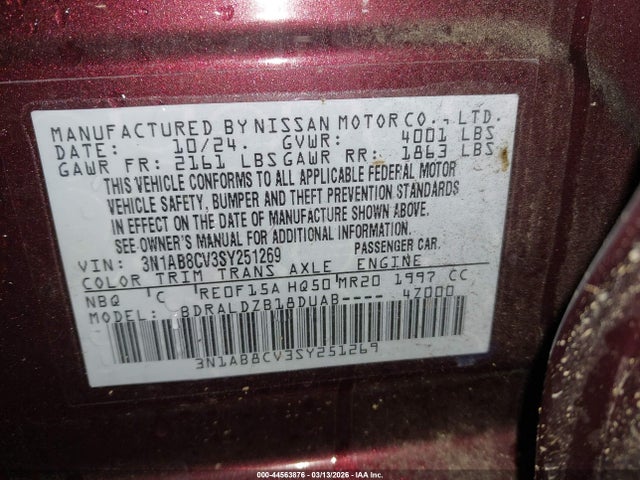 MANUFACTURED BY NISSAN MOTOR CO., LTD.
DATE: 10/24. GVWR: 4001 LBS
GAWR FR: 2161 LBS GAWR RR: 1863 LBS
THIS VEHICLE CONFORMS TO ALL APPLICABLE FEDERAL MOTOR
VEHICLE SAFETY, BUMPER AND THEFT PREVENTION STANDARDS
IN EFFECT ON THE DATE OF MANUFACTURE SHOWN ABOVE.
SEE OWNER'S MANUAL FOR ADDITIONAL INFORMATION.
VIN: 3N1AB8CV3SY251269 PASSENGER CAR.
COLOR TRIM TRANS AXLE ENGINE
NBQ 'C RE0F15A HQ50 MR20 1997 CC
MODEL: BDRALDZB18DUAB---- 4Z000
3N1AB8CV3SY251269
000-44563876 - 03/13/2026 - IAA Inc.